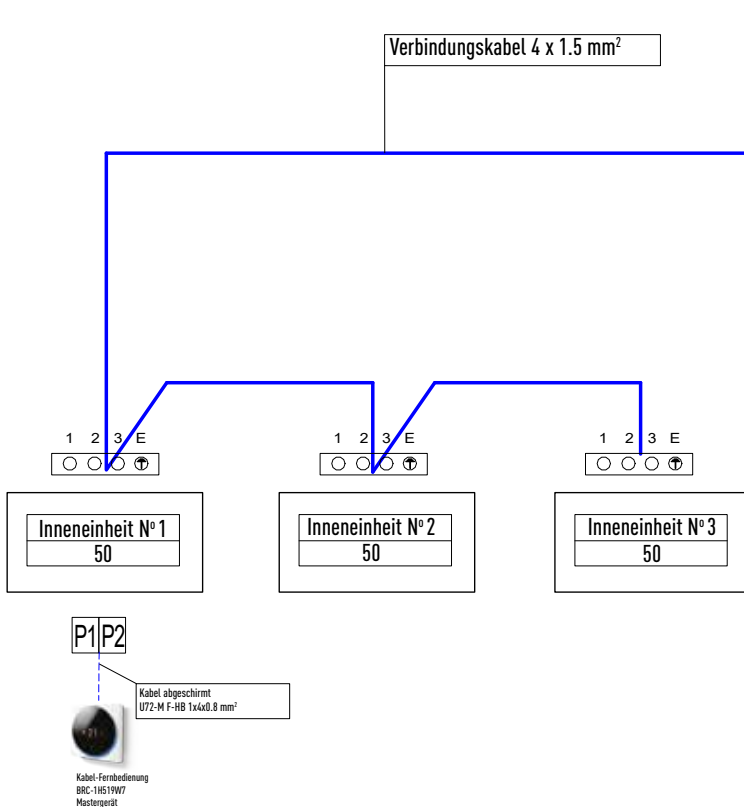 Verbindungskabel 4 x 1.5 mm²
1 2 3 E
1 2 3 E
1 2 3 E
Inneneinheit Nº 1
50
Inneneinheit Nº 2
50
Inneneinheit Nº 3
50
P1 P2
Kabel abgeschirmt
U72-M F-HB 1x4x0.8 mm²
Kabel-Fernbedienung
BRC-1H519W7
Mastergerät